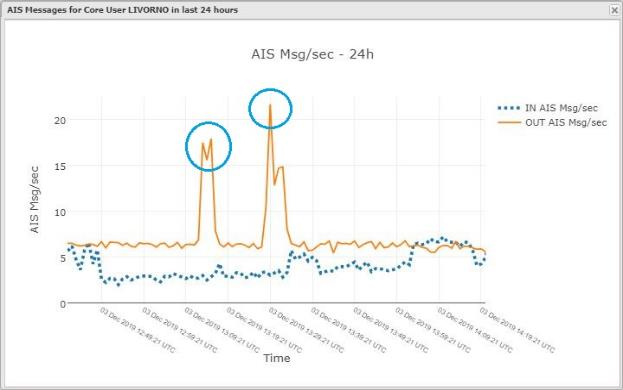 AIS Messages for Core User LIVORNO in last 24 hours
AIS Msg/sec - 24h
IN AIS Msg/sec
OUT AIS Msg/sec
AIS Msg/sec
20
15
10
5
0
03 Dec 2019 12:49:21 UTC
03 Dec 2019 12:59:21 UTC
03 Dec 2019 13:09:21 UTC
03 Dec 2019 13:19:21 UTC
03 Dec 2019 13:29:21 UTC
03 Dec 2019 13:39:21 UTC
03 Dec 2019 13:49:21 UTC
03 Dec 2019 13:59:21 UTC
03 Dec 2019 14:09:21 UTC
03 Dec 2019 14:19:21 UTC
Time